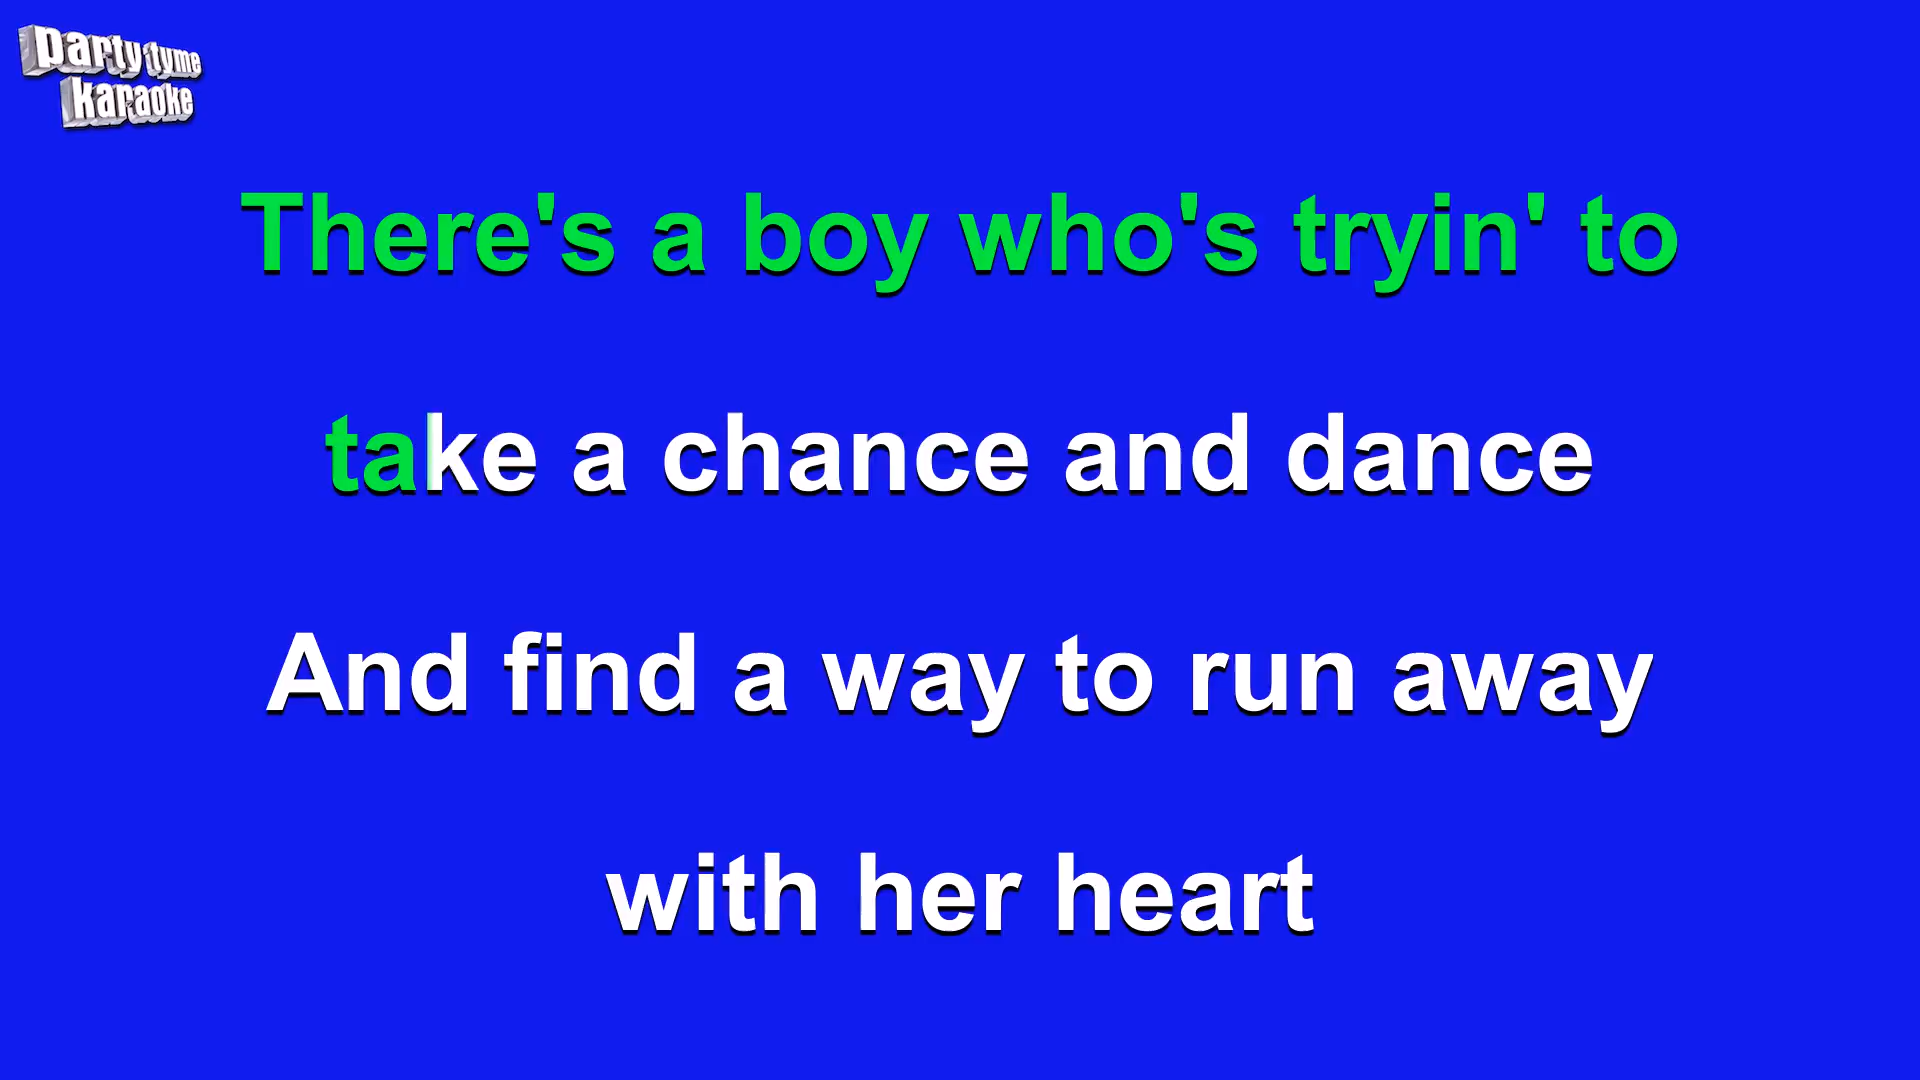 party tyme
karaoke
There's a boy who's tryin' to
take a chance and dance
And find a way to run away
with her heart